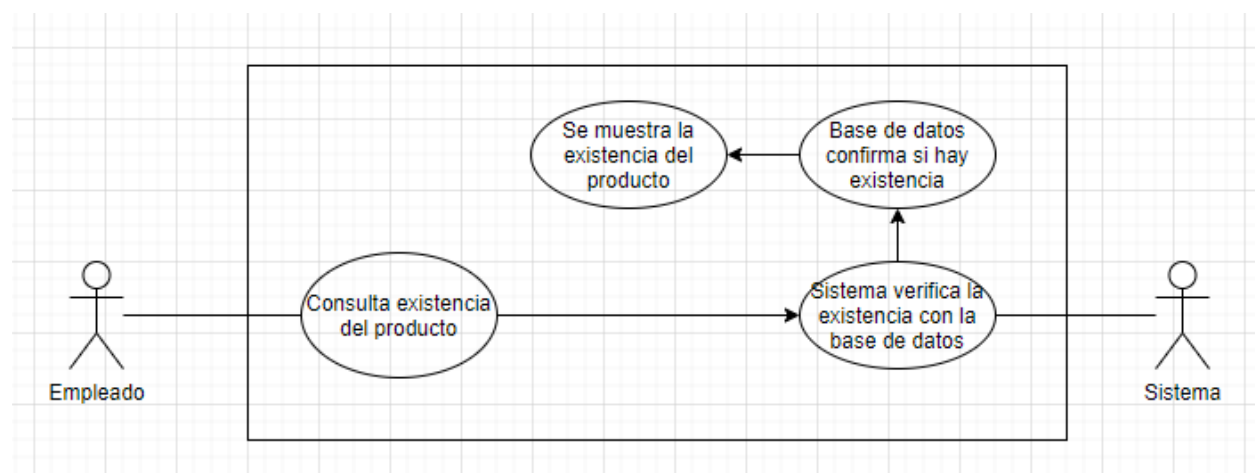 Se muestra la
existencia del
producto
Base de datos
confirma si hay
existencia
Consulta existencia
del producto
Sistema verifica la
existencia con la
base de datos
Empleado
Sistema